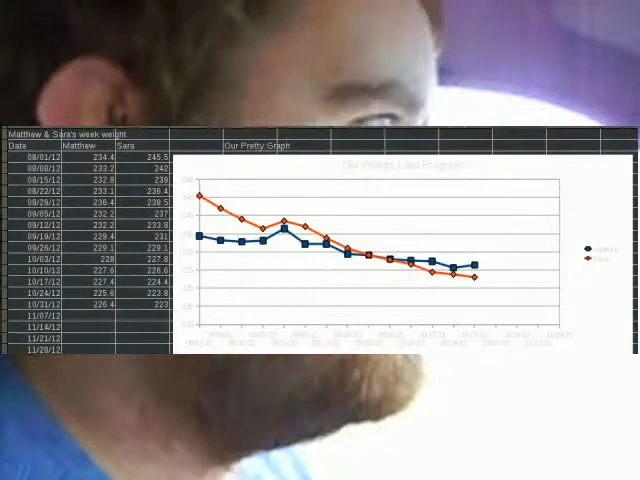 Matthew & Sara's week weight
Date Matthew Sara Our Pretty Graph
08/01/12 234.4 245.5
08/08/12 233.2 242
08/15/12 232.8 239
08/22/12 233.1 236.4
08/29/12 236.4 238.5
09/05/12 232.2 237
09/12/12 232.2 233.8
09/19/12 229.4 231
09/26/12 229.1 229.1
10/03/12 228 227.8
10/10/12 227.6 226.6
10/17/12 227.4 224.4
10/24/12 225.6 223.8
10/31/12 226.4 223
11/07/12
11/14/12
11/21/12
11/28/12
Our Weight Loss Progress